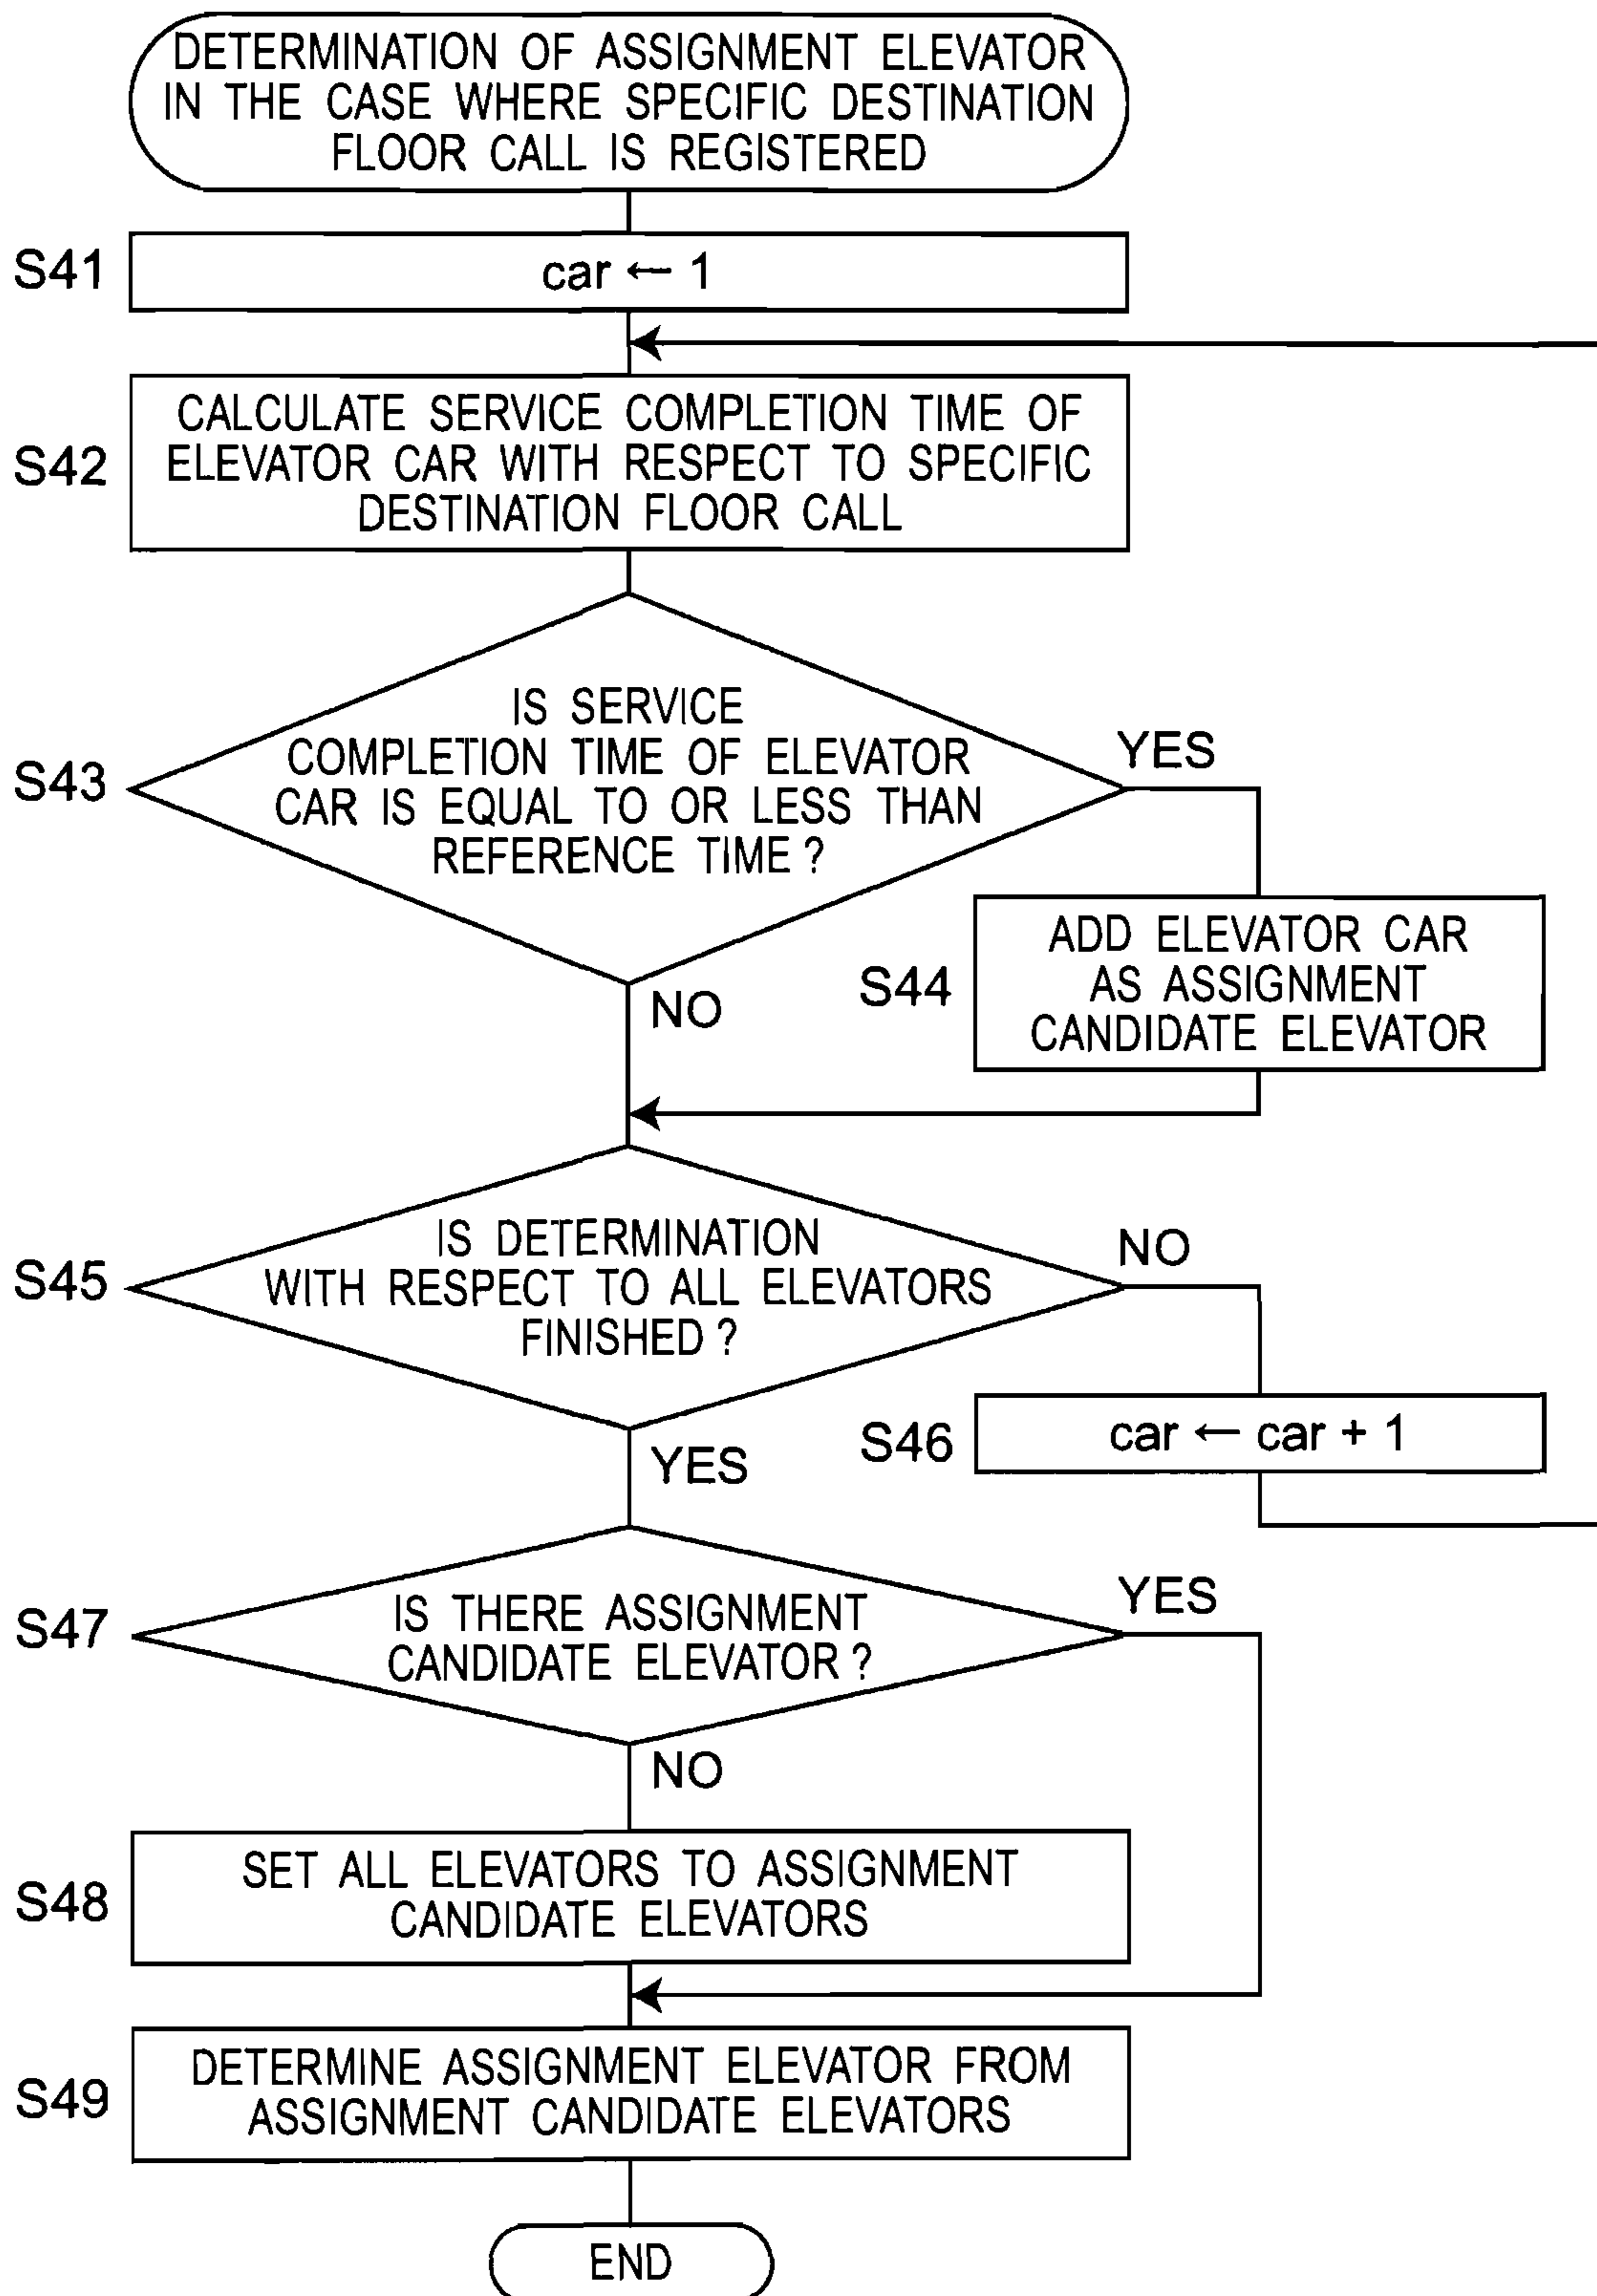 DETERMINATION OF ASSIGNMENT ELEVATOR
IN THE CASE WHERE SPECIFIC DESTINATION
FLOOR CALL IS REGISTERED
S41
car ← 1
S42
CALCULATE SERVICE COMPLETION TIME OF
ELEVATOR CAR WITH RESPECT TO SPECIFIC
DESTINATION FLOOR CALL
S43
IS SERVICE
COMPLETION TIME OF ELEVATOR
CAR IS EQUAL TO OR LESS THAN
REFERENCE TIME ?
YES
NO
S44
ADD ELEVATOR CAR
AS ASSIGNMENT
CANDIDATE ELEVATOR
S45
IS DETERMINATION
WITH RESPECT TO ALL ELEVATORS
FINISHED ?
NO
YES
S46
car ← car + 1
S47
IS THERE ASSIGNMENT
CANDIDATE ELEVATOR ?
YES
NO
S48
SET ALL ELEVATORS TO ASSIGNMENT
CANDIDATE ELEVATORS
S49
DETERMINE ASSIGNMENT ELEVATOR FROM
ASSIGNMENT CANDIDATE ELEVATORS
END